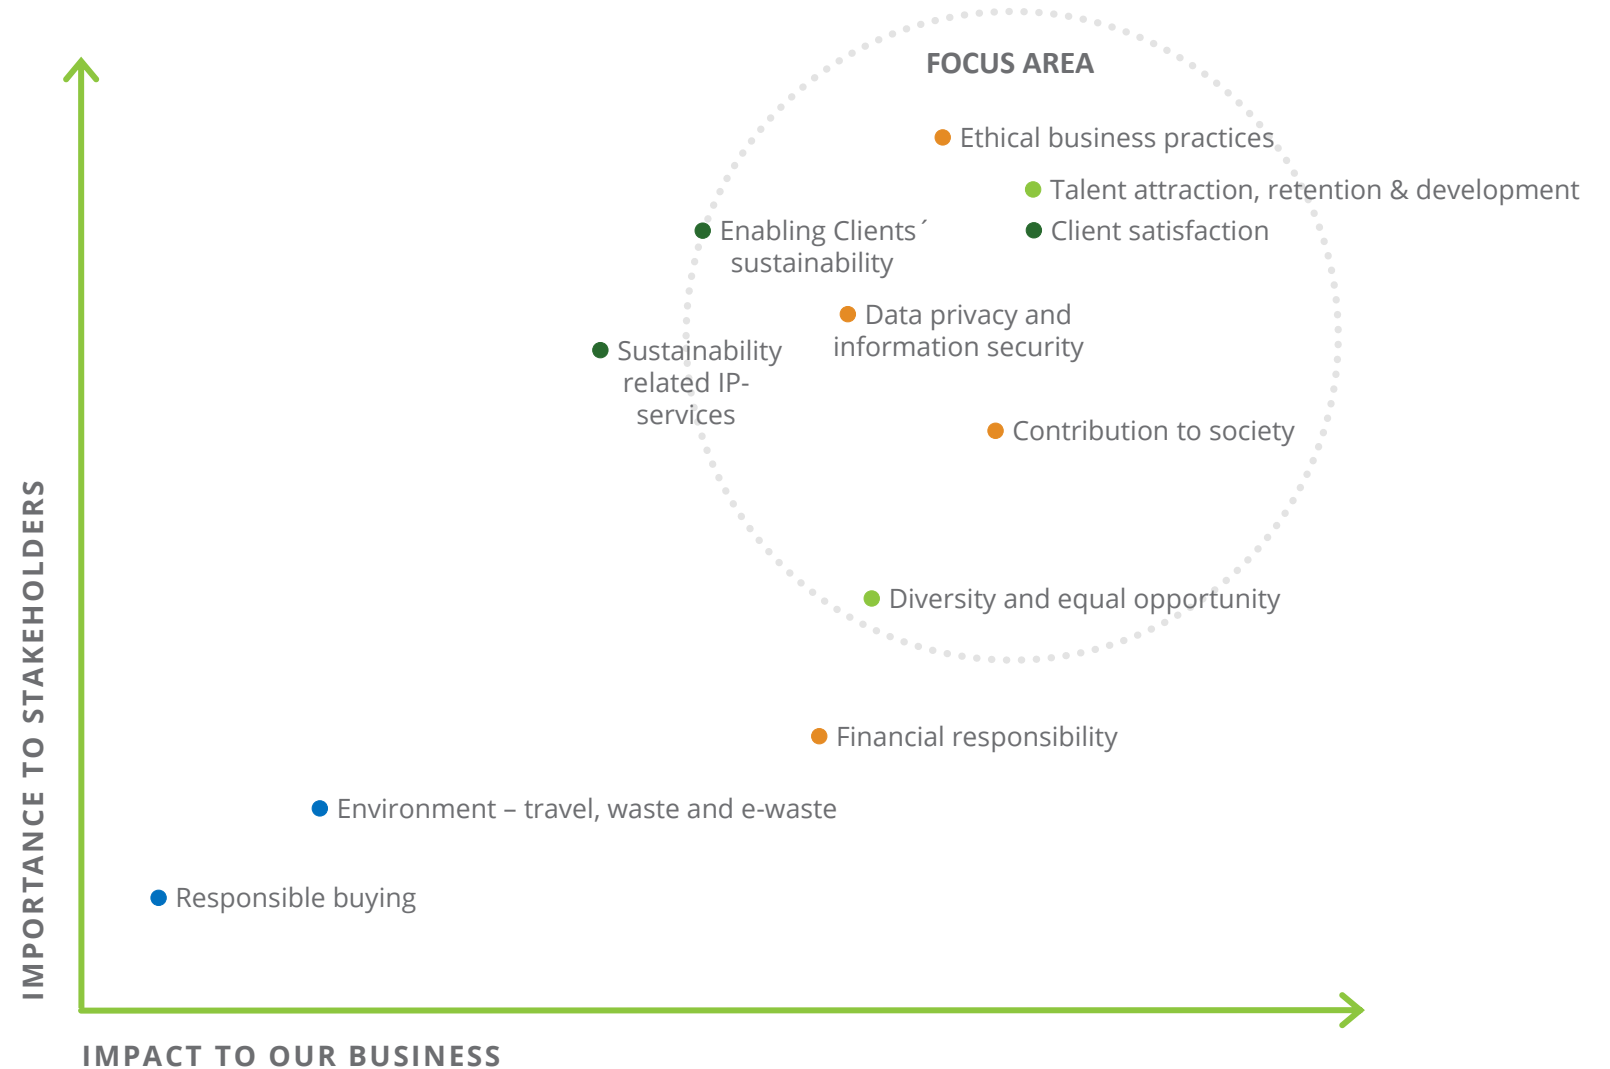 FOCUS AREA
Ethical business practices
Talent attraction, retention & development
Enabling Clients´
sustainability
Client satisfaction
Data privacy and
information security
Sustainability
related IP-
services
Contribution to society
Diversity and equal opportunity
Financial responsibility
Environment – travel, waste and e-waste
Responsible buying
IMPORTANCE TO STAKEHOLDERS
IMPACT TO OUR BUSINESS